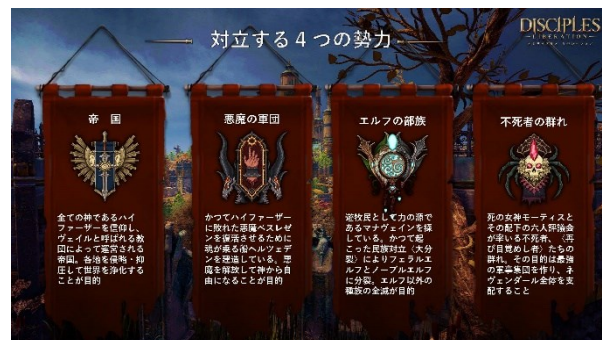 DISCIPLES
LIBERATION
対立する4つの勢力
帝 国
全ての神であるハイ
ファーザーを信仰し、
ヴェイルと呼ばれる教
団によって運営される
帝国。各地を侵略・抑
圧して世界を浄化する
ことが目的
悪魔の軍団
かつてハイファーザー
に敗れた悪魔ベスレゼ
ンを復活させるために
魂が乗る船ヘルツェデ
ンを建造している。悪
魔を解放して神から自
由になることが目的
エルフの部族
遊牧民として力の源で
あるマナヴェインを探
している。かつて起
こった民族対立〈大分
裂〉によりフェラルエ
ルフとノーブルエルフ
に分裂。エルフ以外の
種族の全滅が目的
不死者の群れ
死の女神モーティスと
その配下の六人評議会
が率いる不死者、〈再
び目覚めし者〉たちの
群れ。その目的は最強
の軍事集団を作り、ネ
ヴェンダール全体を支
配すること